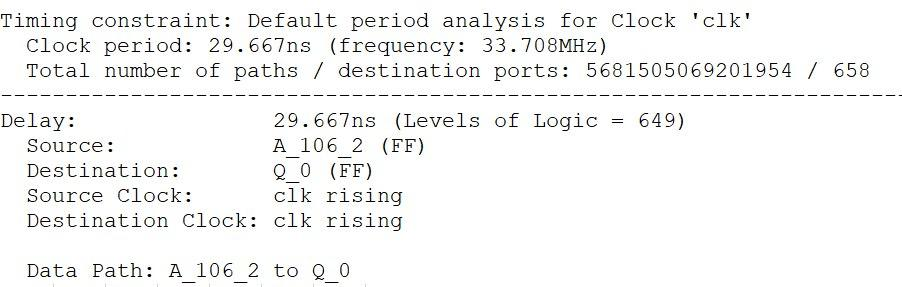 Timing constraint: Default period analysis for Clock 'clk'
Clock period: 29.667ns (frequency: 33.708MHz)
Total number of paths / destination ports: 5681505069201954 / 658
-------------------------------------------------------------------------
Delay: 29.667ns (Levels of Logic = 649)
Source: A_106_2 (FF)
Destination: Q_0 (FF)
Source Clock: clk rising
Destination Clock: clk rising
Data Path: A_106_2 to Q_0